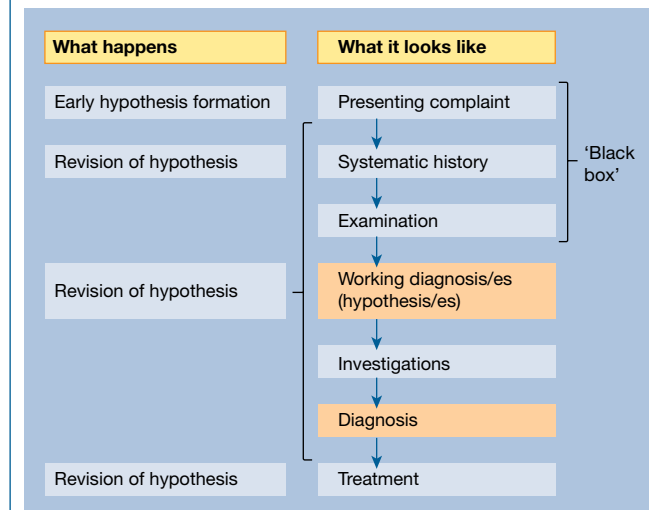 What happens
What it looks like
Early hypothesis formation
Presenting complaint
Revision of hypothesis
Systematic history
'Black
box'
Examination
Revision of hypothesis
Working diagnosis/es
(hypothesis/es)
Investigations
Diagnosis
Revision of hypothesis
Treatment